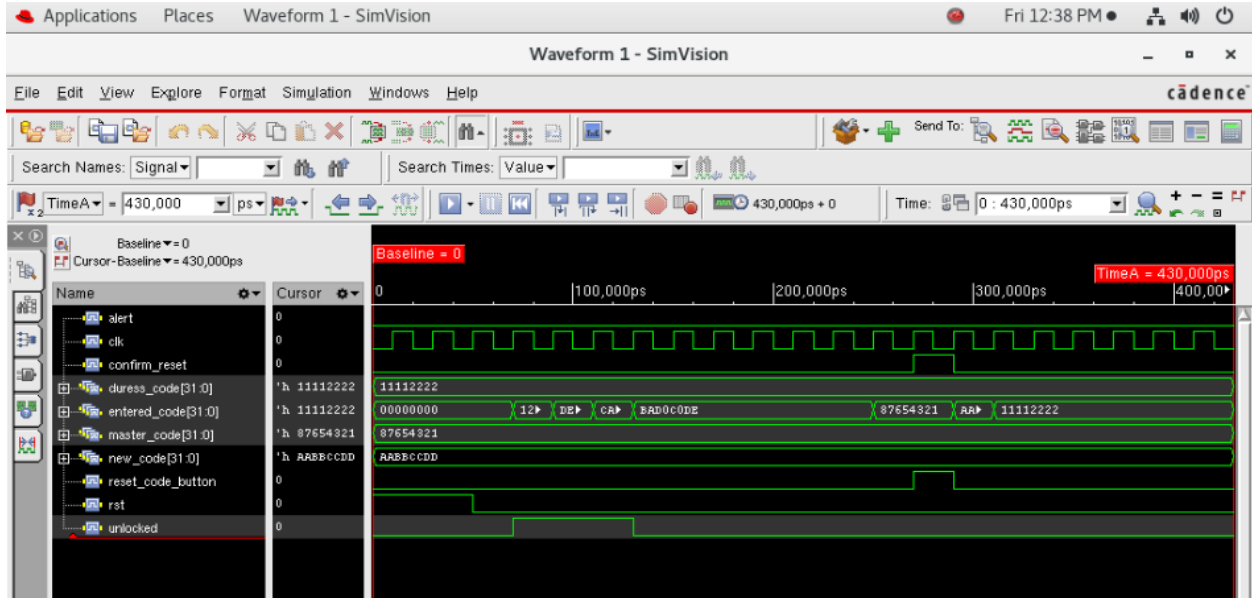 Applications Places Waveform 1 - SimVision Fri 12:38 PM
Waveform 1 - SimVision
File Edit View Explore Format Simulation Windows Help cādence
Send To:
Search Names: Signal Search Times: Value
TimeA = 430,000 ps 430,000ps + 0 Time: 0 : 430,000ps
Baseline = 0
Cursor-Baseline = 430,000ps
Baseline = 0
TimeA = 430,000ps
Name Cursor 0 100,000ps 200,000ps 300,000ps 400,00
alert 0
clk 0
confirm_reset 0
duress_code[31:0] 'h 11112222 11112222
entered_code[31:0] 'h 11112222 00000000 12 DE CA BAD0C0DE 87654321 AA 11112222
master_code[31:0] 'h 87654321 87654321
new_code[31:0] 'h AABBCCDD AABBCCDD
reset_code_button 0
rst 0
unlocked 0